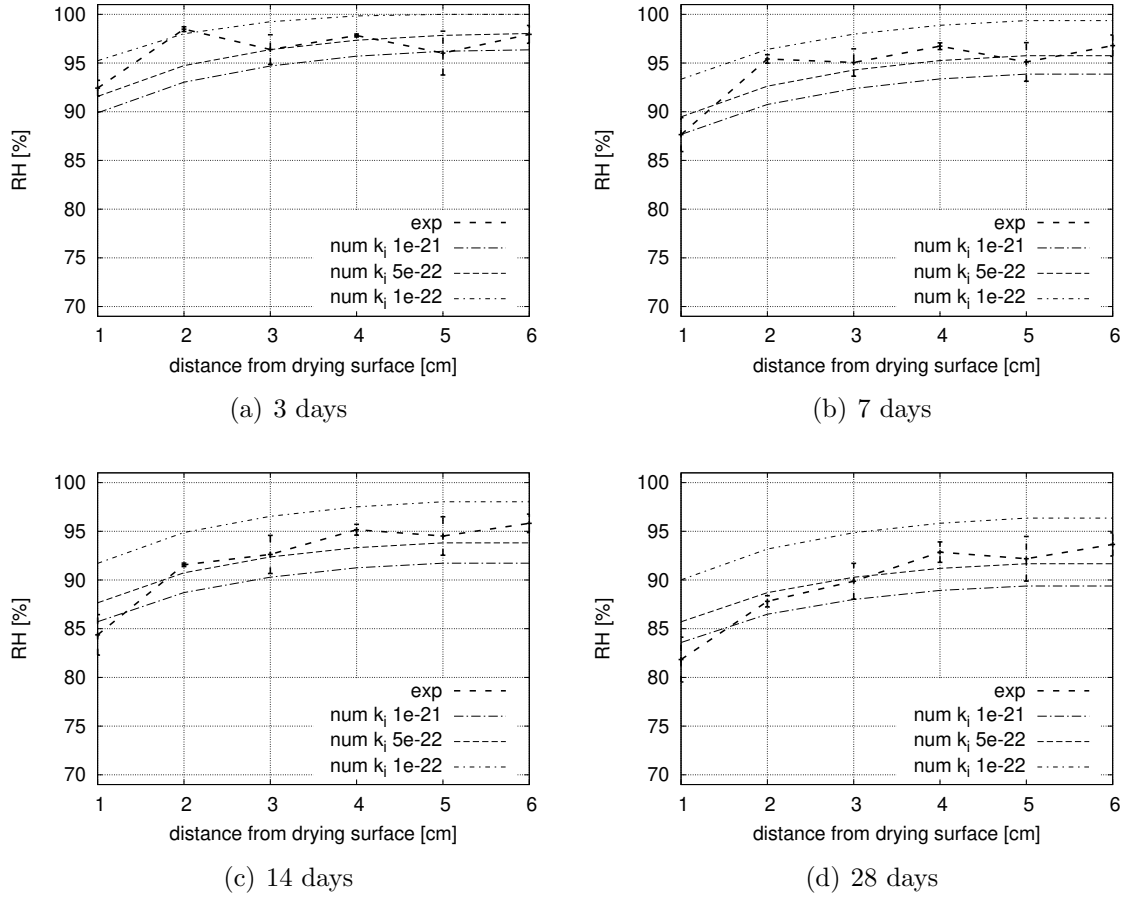 100
95
90
85
80
75
70
RH [%]
exp
num k_i 1e-21
num k_i 5e-22
num k_i 1e-22
1 2 3 4 5 6
distance from drying surface [cm]
(a) 3 days
100
95
90
85
80
75
70
RH [%]
exp
num k_i 1e-21
num k_i 5e-22
num k_i 1e-22
1 2 3 4 5 6
distance from drying surface [cm]
(b) 7 days
100
95
90
85
80
75
70
RH [%]
exp
num k_i 1e-21
num k_i 5e-22
num k_i 1e-22
1 2 3 4 5 6
distance from drying surface [cm]
(c) 14 days
100
95
90
85
80
75
70
RH [%]
exp
num k_i 1e-21
num k_i 5e-22
num k_i 1e-22
1 2 3 4 5 6
distance from drying surface [cm]
(d) 28 days